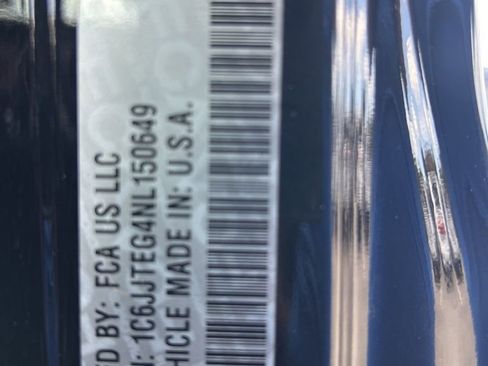 D BY: FCA US LLC
N: 1C6JJTEG4NL150649
HICLE MADE IN: U.S.A.